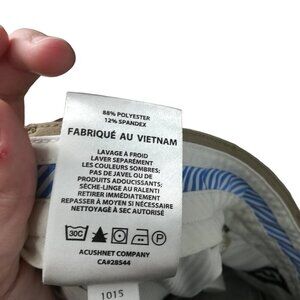 88% POLYESTER
12% SPANDEX
FABRIQUÉ AU VIETNAM
LAVAGE À FROID
LAVER SEPARÉMENT
LES COULEURS SOMBRES;
PAS DE JAVEL OU DE
PRODUITS ADOUCISSANTS;
SÈCHE-LINGE AU RALENTI
RETIRER IMMÉDIATEMENT
REPASSER À MOYEN SI NÉCESSAIRE
NETTOYAGE À SEC AUTORISÉ
30C
ACUSHNET COMPANY
CA#28544
1015